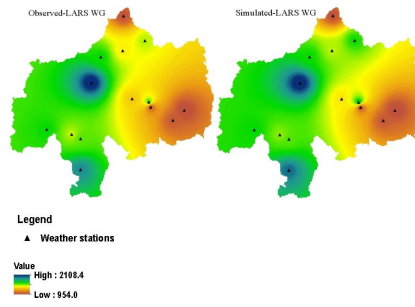 Observed-LARS WG
Simulated-LARS WG
Legend
Weather stations
Value
High : 2108.4
Low : 954.0